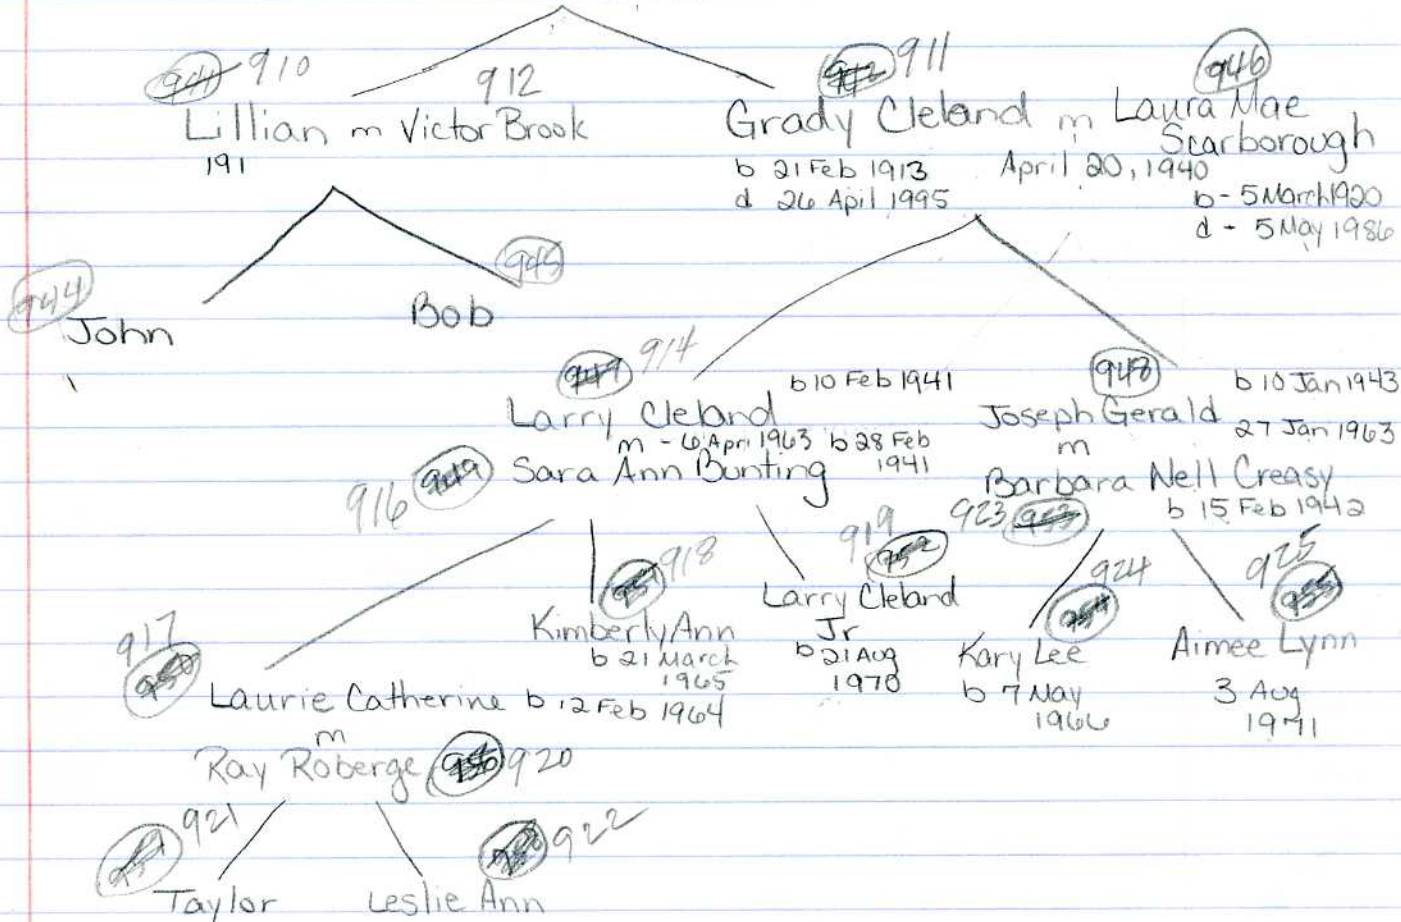 910
912
911
946
Lillian m Victor Brook
Grady Cleland m Laura Mae
Scarborough
191
b 21 Feb 1913
April 20, 1940
d 26 April 1995
b - 5 March 1920
d - 5 May 1986
944
John
945
Bob
914
b 10 Feb 1941
948
b 10 Jan 1943
Larry Cleland
Joseph Gerald
27 Jan 1963
m - 6 Apri 1963 b 28 Feb
1941
m
916
Sara Ann Bunting
Barbara Nell Creasy
b 15 Feb 1942
923
918
919
924
925
Kimberly Ann
b 21 March
1965
Larry Cleland
Jr
b 21 Aug
1970
Kary Lee
b 7 May
1966
Aimee Lynn
3 Aug
1971
917
Laurie Catherine b 12 Feb 1964
m
Ray Roberge
920
921
922
Taylor
Leslie Ann